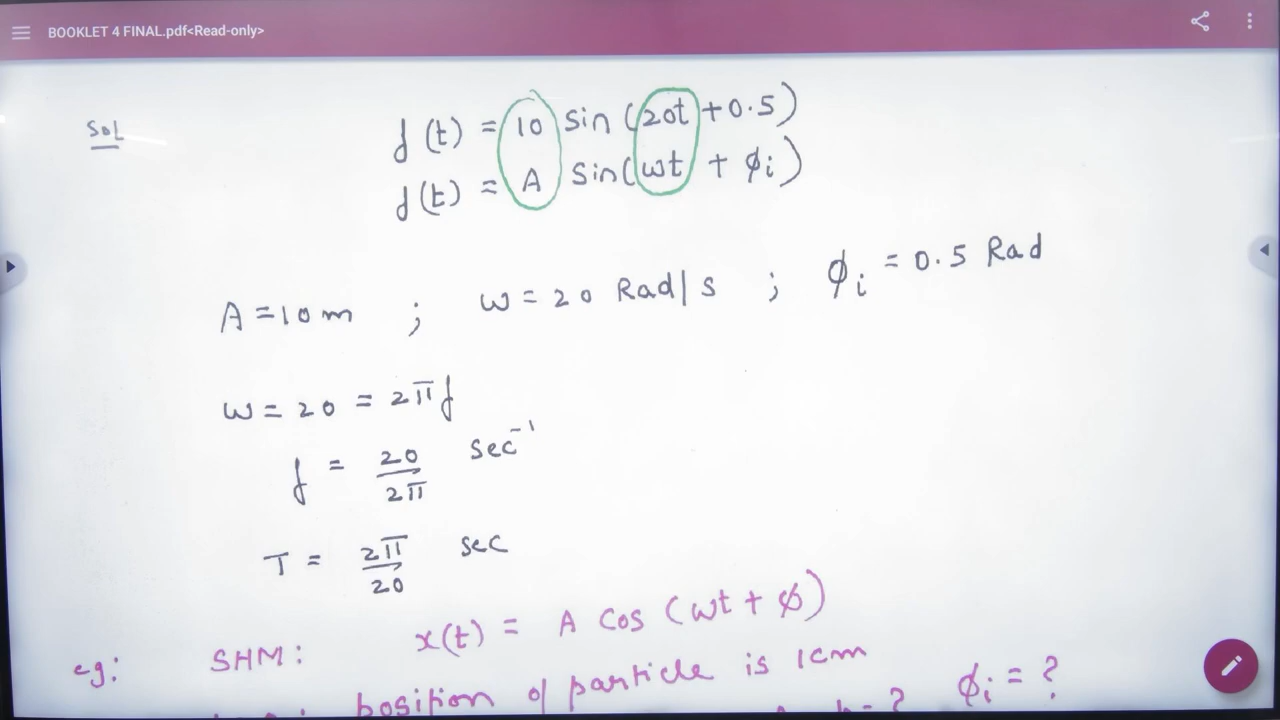 BOOKLET 4 FINAL.pdf<Read-only>
Sol
f(t) = 10 sin (20t + 0.5)
f(t) = A sin(ωt + ϕi)
A = 10 m ; ω = 20 Rad/s ; ϕi = 0.5 Rad
ω = 20 = 2πf
f = 20/2π sec⁻¹
T = 2π/20 sec
eg: SHM: x(t) = A cos (ωt + ϕ)
position of particle is 1cm
ϕi = ?